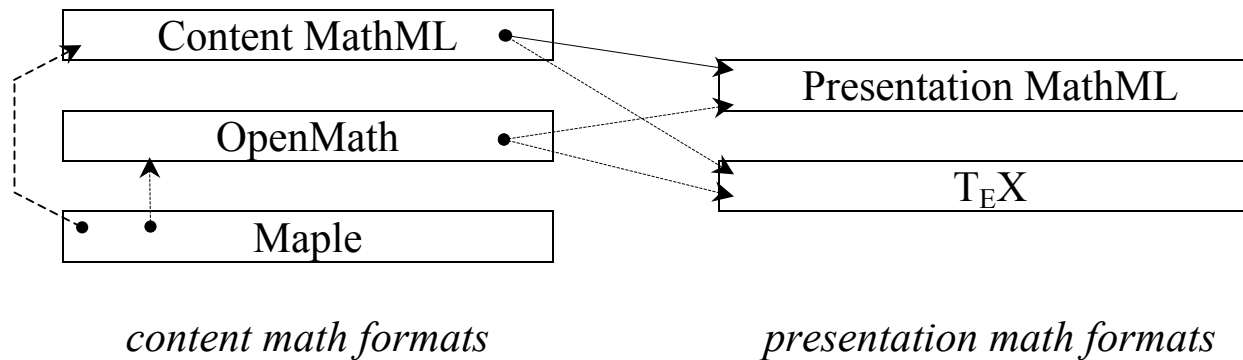 Content MathML
Presentation MathML
OpenMath
TEX
Maple
content math formats
presentation math formats